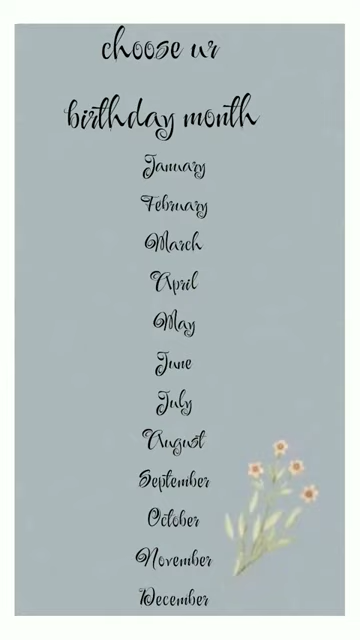 choose ur
birthday month
January
February
March
April
May
June
July
August
September
October
November
December